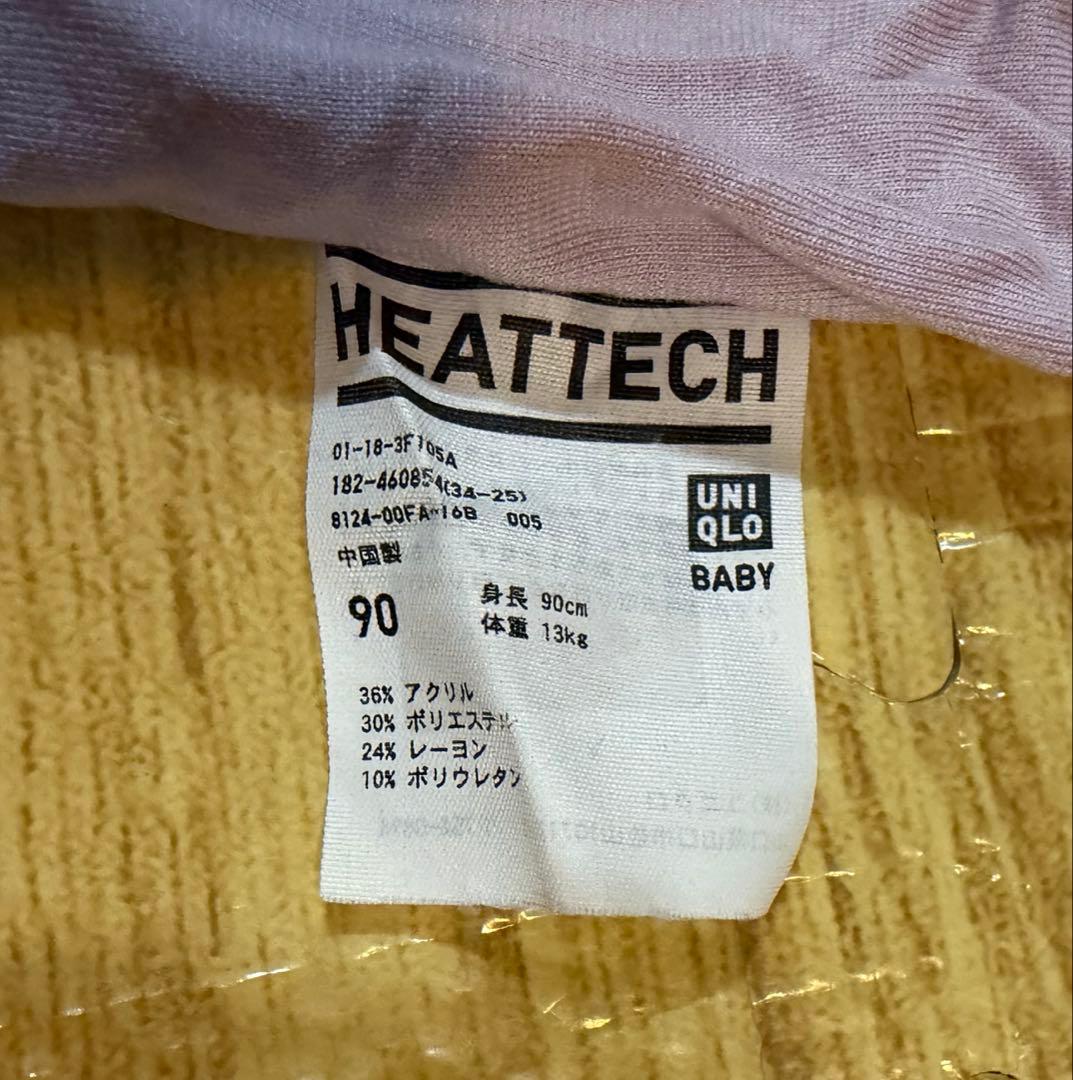 HEATTECH
01-18-3F105A
182-460854(34-25)
8124-00FA-16B 005
UNI
QLO
BABY
中国製
90
身長 90cm
体重 13kg
36% アクリル
30% ポリエステル
24% レーヨン
10% ポリウレタン